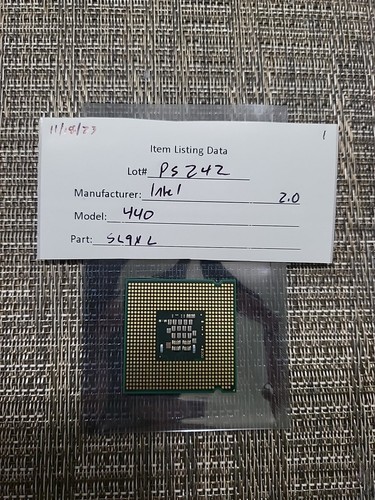 11/18/23 1
Item Listing Data
Lot# PS242
Manufacturer: Intel 2.0
Model: 440
Part: SL9XL